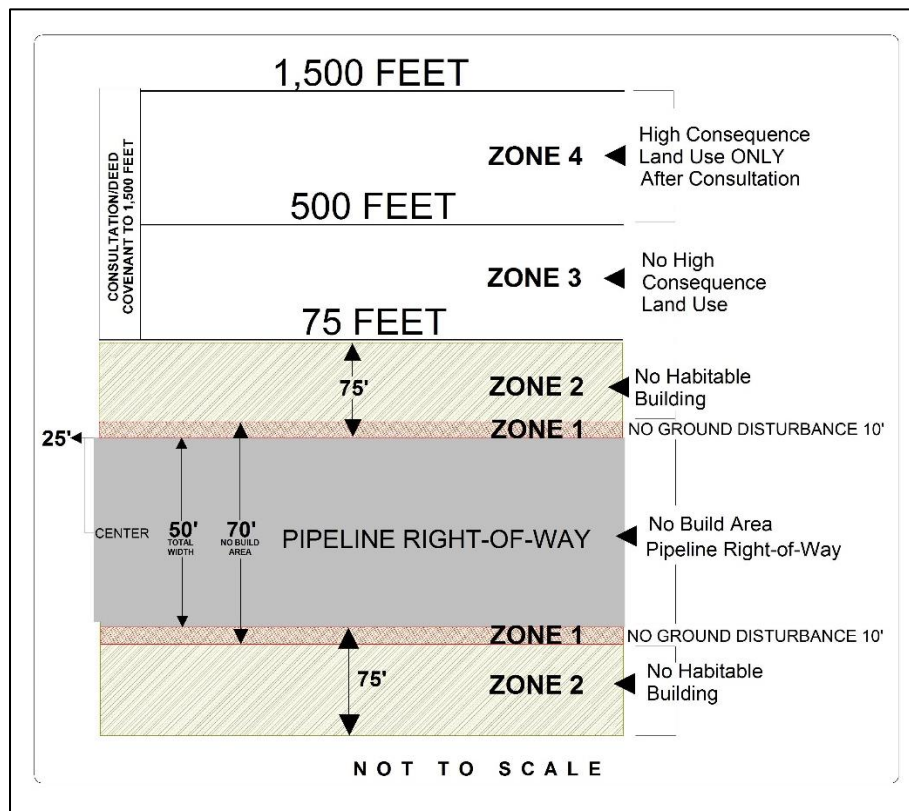 1,500 FEET
CONSULTATION/DEED
COVENANT TO 1,500 FEET
ZONE 4
High Consequence
Land Use ONLY
After Consultation
500 FEET
ZONE 3
No High
Consequence
Land Use
75 FEET
75'
ZONE 2
No Habitable
Building
25'
ZONE 1
NO GROUND DISTURBANCE 10'
CENTER
50'
TOTAL
WIDTH
70'
NO BUILD
AREA
PIPELINE RIGHT-OF-WAY
No Build Area
Pipeline Right-of-Way
ZONE 1
NO GROUND DISTURBANCE 10'
75'
ZONE 2
No Habitable
Building
NOT TO SCALE